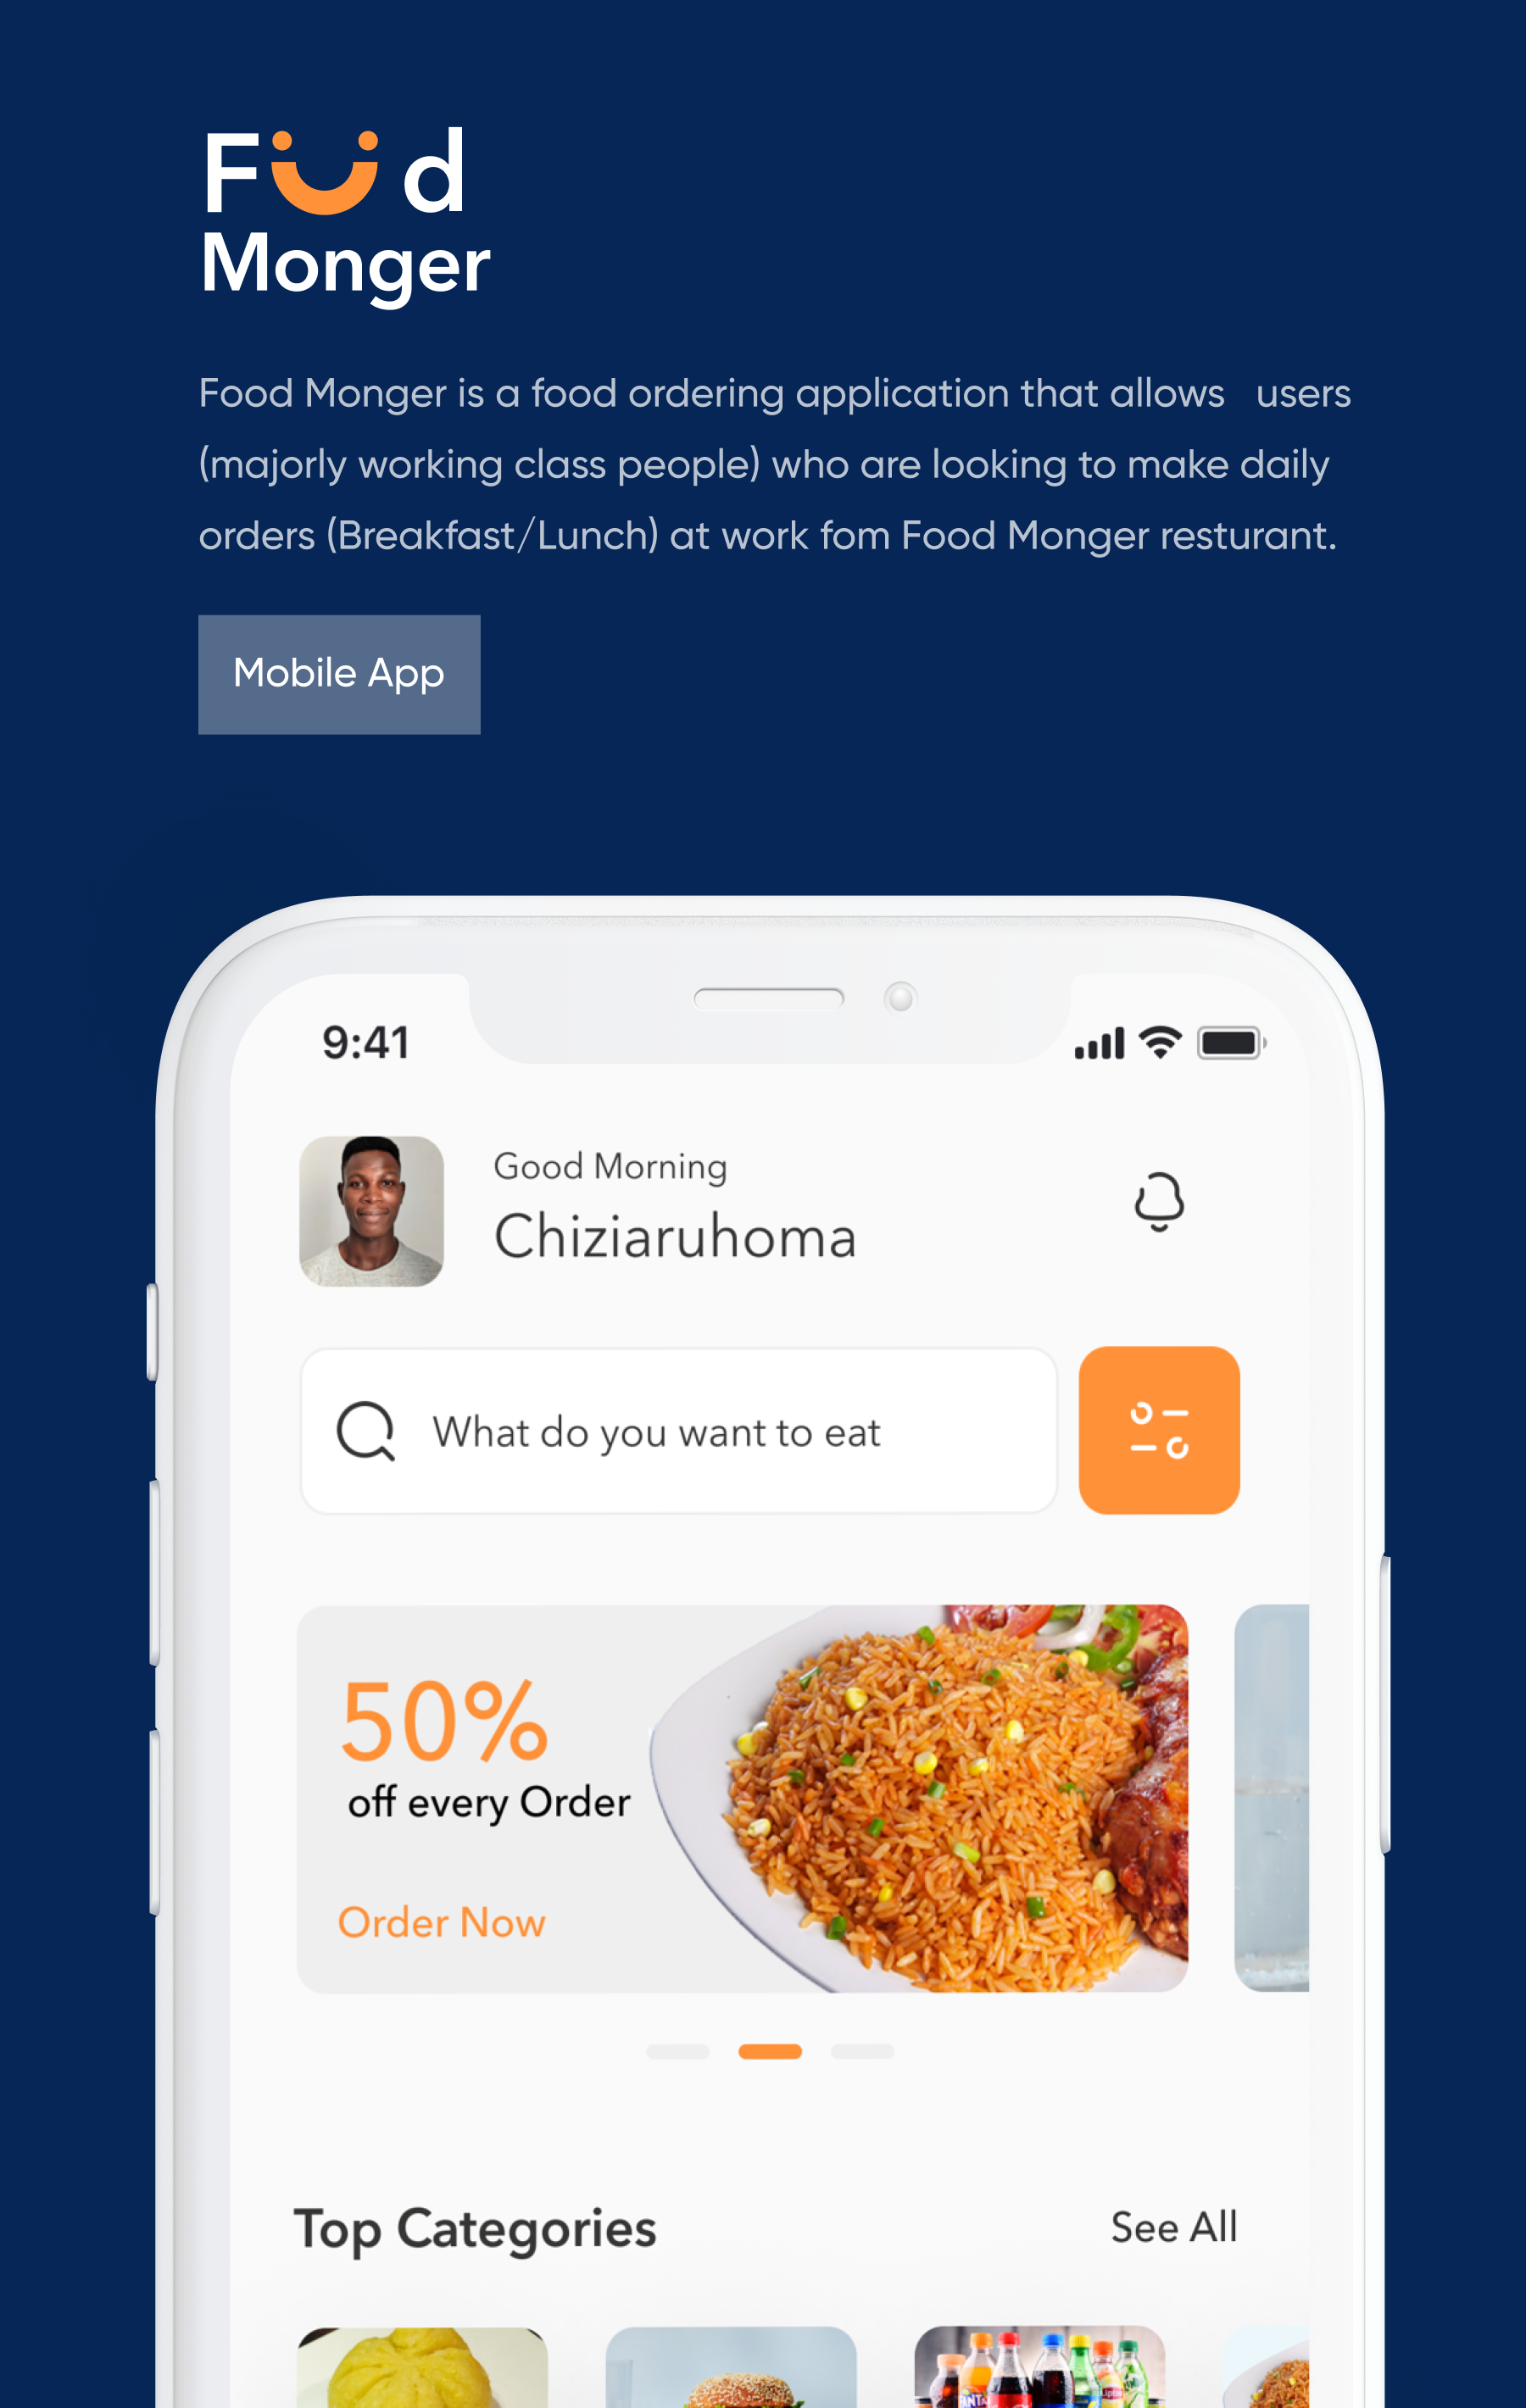 Food
Monger
Food Monger is a food ordering application that allows users
(majorly working class people) who are looking to make daily
orders (Breakfast/Lunch) at work fom Food Monger resturant.
Mobile App
9:41
Good Morning
Chiziaruhoma
What do you want to eat
50%
off every Order
Order Now
Top Categories
See All